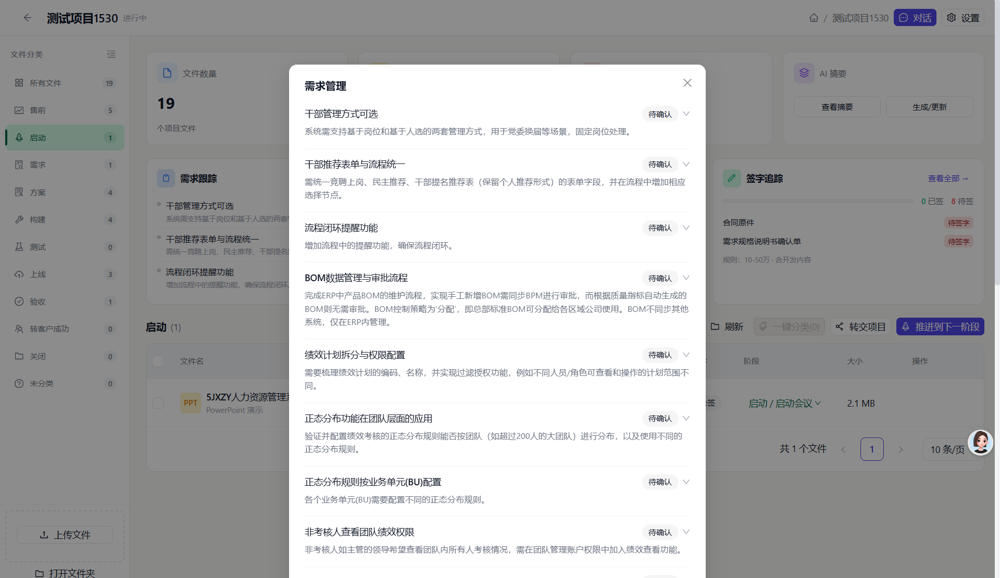 测试项目1530 进行中
/ 测试项目1530 对话 设置
文件分类
所有文件 19
售前 5
启动 1
需求 1
方案 4
构建 4
测试 0
上线 3
验收 1
转客户成功 0
关闭 0
未分类 0
上传文件
打开文件夹
文件数量
19
个项目文件
AI 摘要
查看摘要 生成/更新
需求跟踪
干部管理方式可选
系统需支持基于岗位和基于人选的两套
干部推荐表单与流程统一
需统一竞聘上岗、民主推荐、干部提名
流程闭环提醒功能
增加流程中的提醒功能，确保流程闭环
签字追踪 查看全部 →
0 已签 8 待签
合同原件 待签字
需求规格说明书确认单 待签字
规则：10-50万 · 含开发内容
启动 (1) 刷新 一键分类(0) 转交项目 推进到下一阶段
文件名 阶段 大小 操作
PPT 5JXZY人力资源管理
PowerPoint 演示
签 启动 / 启动会议 2.1 MB
共 1 个文件 < 1 > 10 条/页
需求管理
干部管理方式可选 待确认
系统需支持基于岗位和基于人选的两套管理方式，用于党委换届等场景，固定岗位处理。
干部推荐表单与流程统一 待确认
需统一竞聘上岗、民主推荐、干部提名推荐表（保留个人推荐形式）的表单字段，并在流程中增加相应
选择节点。
流程闭环提醒功能 待确认
增加流程中的提醒功能，确保流程闭环。
BOM数据管理与审批流程 待确认
完成ERP中产品BOM的维护流程，实现手工新增BOM需同步BPM进行审批，而根据质量指标自动生成的
BOM则无需审批。BOM控制策略为‘分配’，即总部标准BOM可分配给各区域公司使用。BOM不同步其他
系统，仅在ERP内管理。
绩效计划拆分与权限配置 待确认
需要梳理绩效计划的编码、名称，并实现过滤授权功能，例如不同人员/角色可查看和操作的计划范围不
同。
正态分布功能在团队层面的应用 待确认
验证并配置绩效考核的正态分布规则能否按团队（如超过200人的大团队）进行分布，以及使用不同的
正态分布规则。
正态分布规则按业务单元(BU)配置 待确认
各个业务单元(BU)需要配置不同的正态分布规则。
非考核人查看团队绩效权限 待确认
非考核人如主管的领导希望查看团队内所有人考核情况，需在团队管理账户权限中加入绩效查看功能。